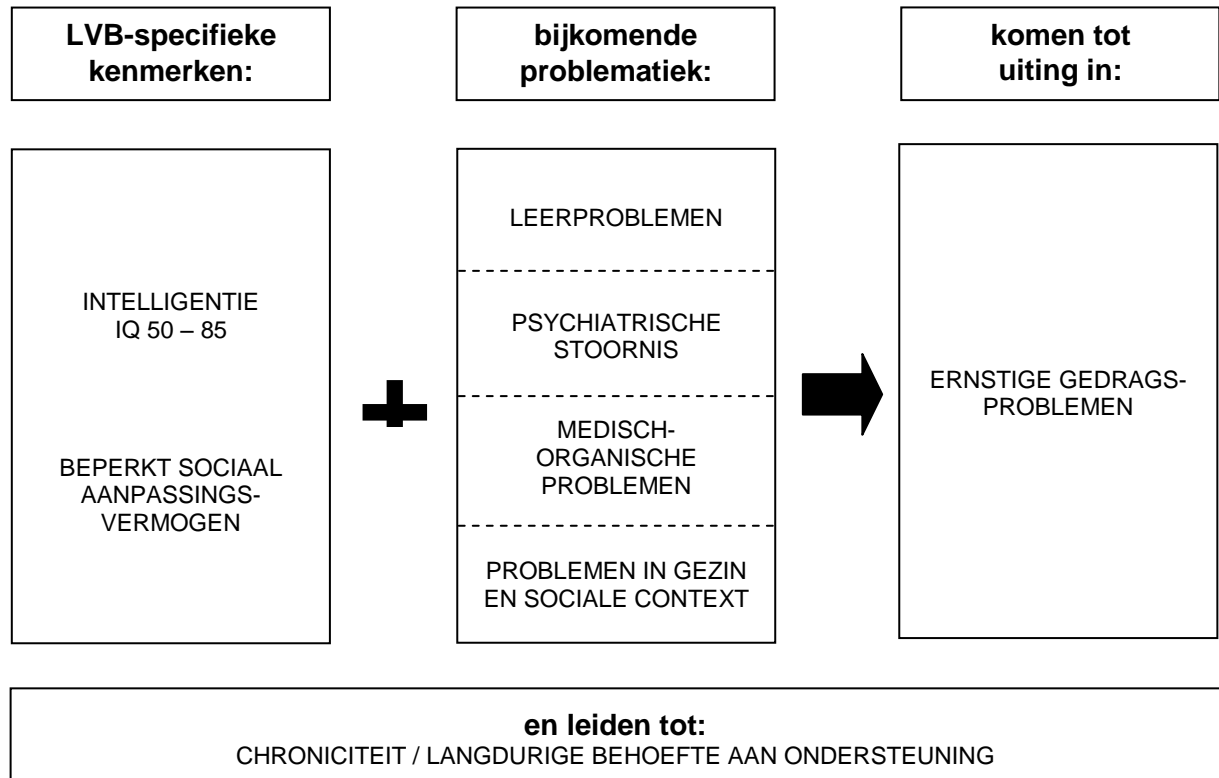 LVB-specifieke
kenmerken:
bijkomende
problematiek:
komen tot
uiting in:
INTELLIGENTIE
IQ 50 – 85
BEPERKT SOCIAAL
AANPASSINGS-
VERMOGEN
LEERPROBLEMEN
PSYCHIATRISCHE
STOORNIS
MEDISCH-
ORGANISCHE
PROBLEMEN
PROBLEMEN IN GEZIN
EN SOCIALE CONTEXT
ERNSTIGE GEDRAGS-
PROBLEMEN
en leiden tot:
CHRONICITEIT / LANGDURIGE BEHOEFTE AAN ONDERSTEUNING